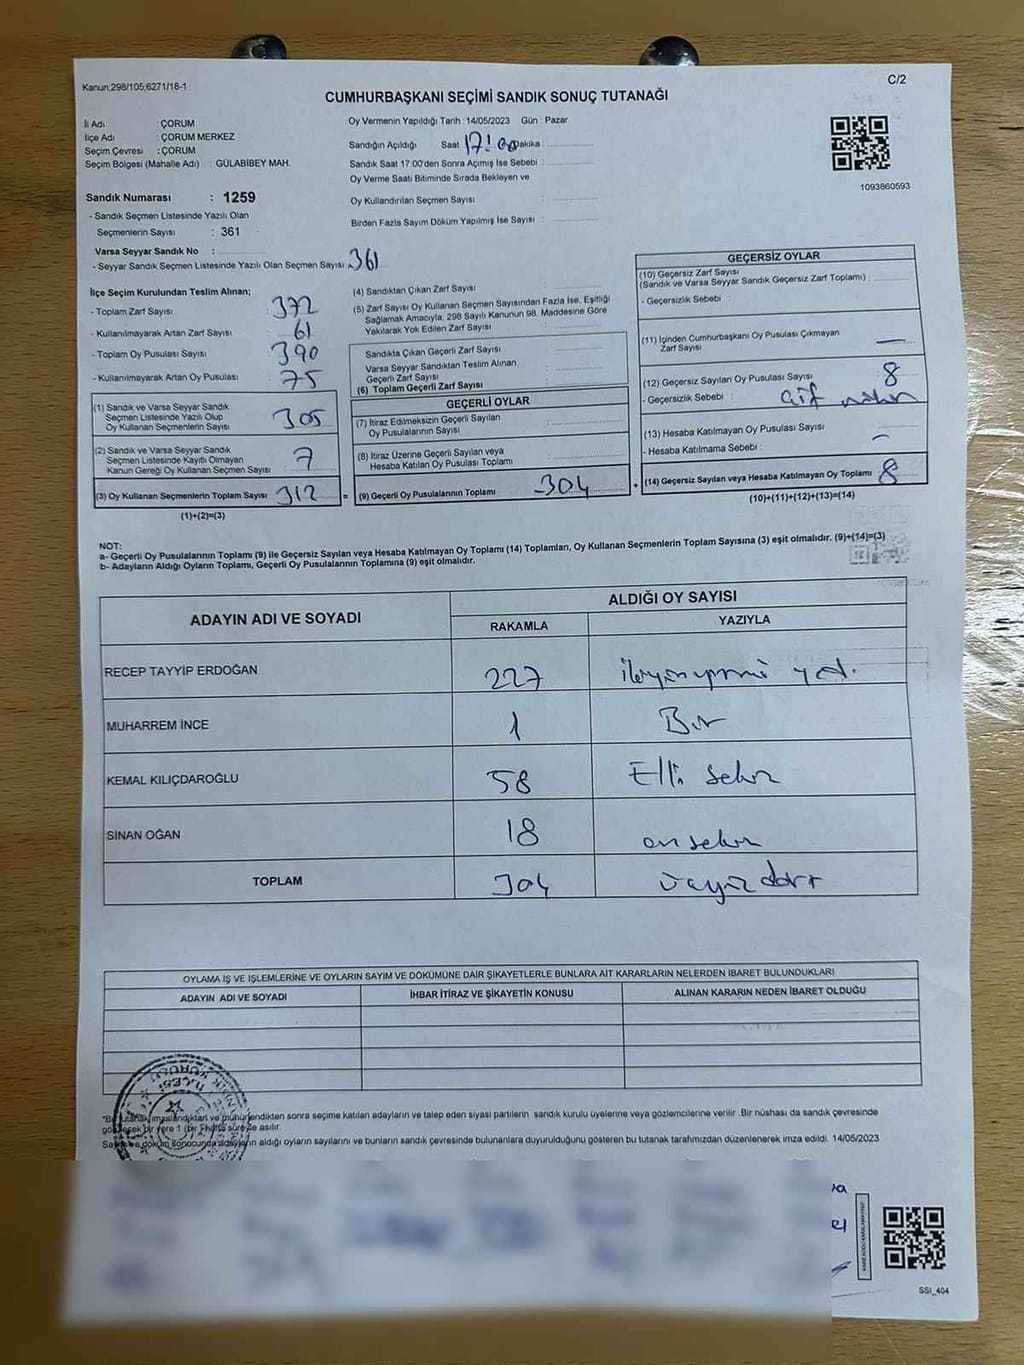 Kanun;298/105;6271/18-1
C/2
CUMHURBAŞKANI SEÇİMİ SANDIK SONUÇ TUTANAĞI
İl Adı : ÇORUM
İlçe Adı : ÇORUM MERKEZ
Seçim Çevresi : ÇORUM
Seçim Bölgesi (Mahalle Adı) : GÜLABİBEY MAH.
Oy Vermenin Yapıldığı Tarih : 14/05/2023 Gün : Pazar
Sandığın Açıldığı Saat 17:00 Dakika :
Sandık Saat 17:00'den Sonra Açımış İse Sebebi :
Oy Verme Saati Bitiminde Sırada Bekleyen ve
Oy Kullandırılan Seçmen Sayısı :
Birden Fazla Sayım Döküm Yapılmış İse Sayısı :
1093860593
Sandık Numarası : 1259
- Sandık Seçmen Listesinde Yazılı Olan
Seçmenlerin Sayısı : 361
Varsa Seyyar Sandık No :
- Seyyar Sandık Seçmen Listesinde Yazılı Olan Seçmen Sayısı : 361
İlçe Seçim Kurulundan Teslim Alınan;
- Toplam Zarf Sayısı 372
- Kullanılmayarak Artan Zarf Sayısı 61
- Toplam Oy Pusulası Sayısı 390
- Kullanılmayarak Artan Oy Pusulası 75
(1) Sandık ve Varsa Seyyar Sandık
Seçmen Listesinde Yazılı Olup
Oy Kullanan Seçmenlerin Sayısı 305
(2) Sandık ve Varsa Seyyar Sandık
Seçmen Listesinde Kayıtlı Olmayan
Kanun Gereği Oy Kullanan Seçmen Sayısı 7
(3) Oy Kullanan Seçmenlerin Toplam Sayısı 312 =
(1)+(2)=(3)
(4) Sandıktan Çıkan Zarf Sayısı :
(5) Zarf Sayısı Oy Kullanan Seçmen Sayısından Fazla İse, Eşitliği
Sağlamak Amacıyla; 298 Sayılı Kanunun 98. Maddesine Göre
Yakılarak Yok Edilen Zarf Sayısı :
Sandıkta Çıkan Geçerli Zarf Sayısı :
Varsa Seyyar Sandıktan Teslim Alınan
Geçerli Zarf Sayısı :
(6) Toplam Geçerli Zarf Sayısı :
GEÇERLİ OYLAR
(7) İtiraz Edilmeksizin Geçerli Sayılan
Oy Pusulalarının Sayısı :
(8) İtiraz Üzerine Geçerli Sayılan veya
Hesaba Katılan Oy Pusulası Toplamı :
(9) Geçerli Oy Pusulalarının Toplamı 304 +
GEÇERSİZ OYLAR
(10) Geçersiz Zarf Sayısı
(Sandık ve Varsa Seyyar Sandık Geçersiz Zarf Toplamı) :
- Geçersizlik Sebebi :
(11) İçinden Cumhurbaşkanı Oy Pusulası Çıkmayan
Zarf Sayısı —
(12) Geçersiz Sayılan Oy Pusulası Sayısı 8
- Geçersizlik Sebebi : Çift mühür
(13) Hesaba Katılmayan Oy Pusulası Sayısı —
- Hesaba Katılmama Sebebi :
(14) Geçersiz Sayılan veya Hesaba Katılmayan Oy Toplamı 8
(10)+(11)+(12)+(13)=(14)
NOT:
a- Geçerli Oy Pusulalarının Toplamı (9) ile Geçersiz Sayılan veya Hesaba Katılmayan Oy Toplamı (14) Toplamları, Oy Kullanan Seçmenlerin Toplam Sayısına (3) eşit olmalıdır. (9)+(14)=(3)
b- Adayların Aldığı Oyların Toplamı, Geçerli Oy Pusulalarının Toplamına (9) eşit olmalıdır.
ADAYIN ADI VE SOYADI ALDIĞI OY SAYISI
RAKAMLA YAZIYLA
RECEP TAYYİP ERDOĞAN 227 ikiyüzyirmi yedi
MUHARREM İNCE 1 Bir
KEMAL KILIÇDAROĞLU 58 Elli Sekiz
SİNAN OĞAN 18 onsekiz
TOPLAM 304 üçyüz dört
OYLAMA İŞ VE İŞLEMLERİNE VE OYLARIN SAYIM VE DÖKÜMÜNE DAİR ŞİKAYETLERLE BUNLARA AİT KARARLARIN NELERDEN İBARET BULUNDUKLARI
ADAYIN ADI VE SOYADI İHBAR İTİRAZ VE ŞİKAYETİN KONUSU ALINAN KARARIN NEDEN İBARET OLDUĞU
*Bu tutanak imzalandıktan ve mühürlendikten sonra seçime katılan adayların ve talep eden siyasi partilerin sandık kurulu üyelerine veya gözlemcilerine verilir. Bir nüshası da sandık çevresinde
görülecek bir yere 1 (bir) hafta süreyle asılır.
Sayım ve döküm sonucunda adayların aldığı oyların sayılarını ve bunların sandık çevresinde bulunanlara duyurulduğunu gösteren bu tutanak tarafımızdan düzenlenerek imza edildi. 14/05/2023
SSI_404